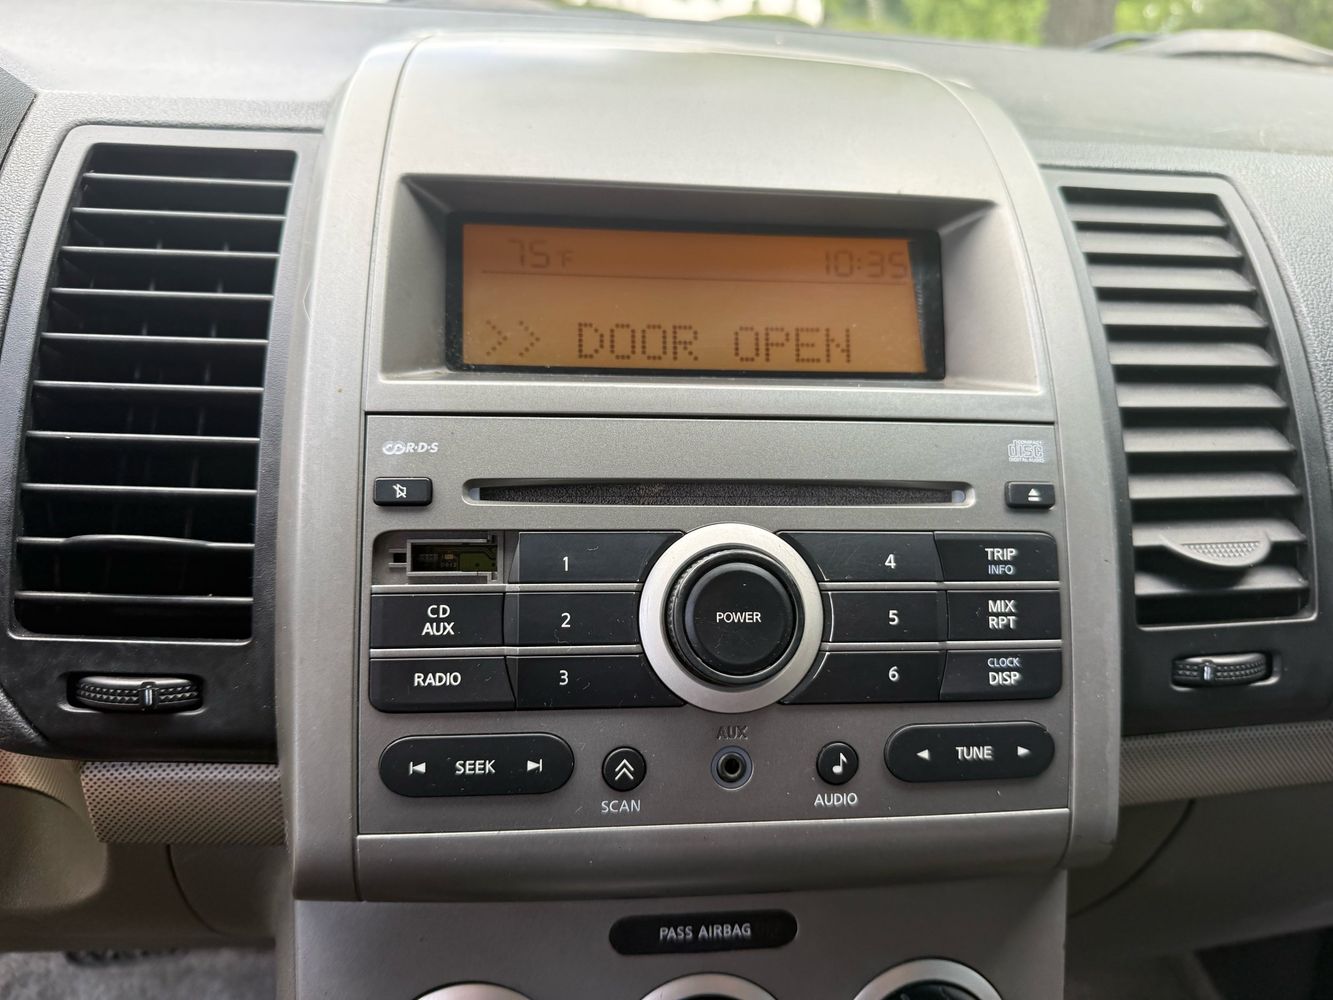 75 F
10:35
>> DOOR OPEN
R·D·S
COMPACT
disc
DIGITAL AUDIO
1
4
TRIP
INFO
CD
AUX
2
POWER
5
MIX
RPT
RADIO
3
6
CLOCK
DISP
AUX
SEEK
TUNE
SCAN
AUDIO
PASS AIRBAG